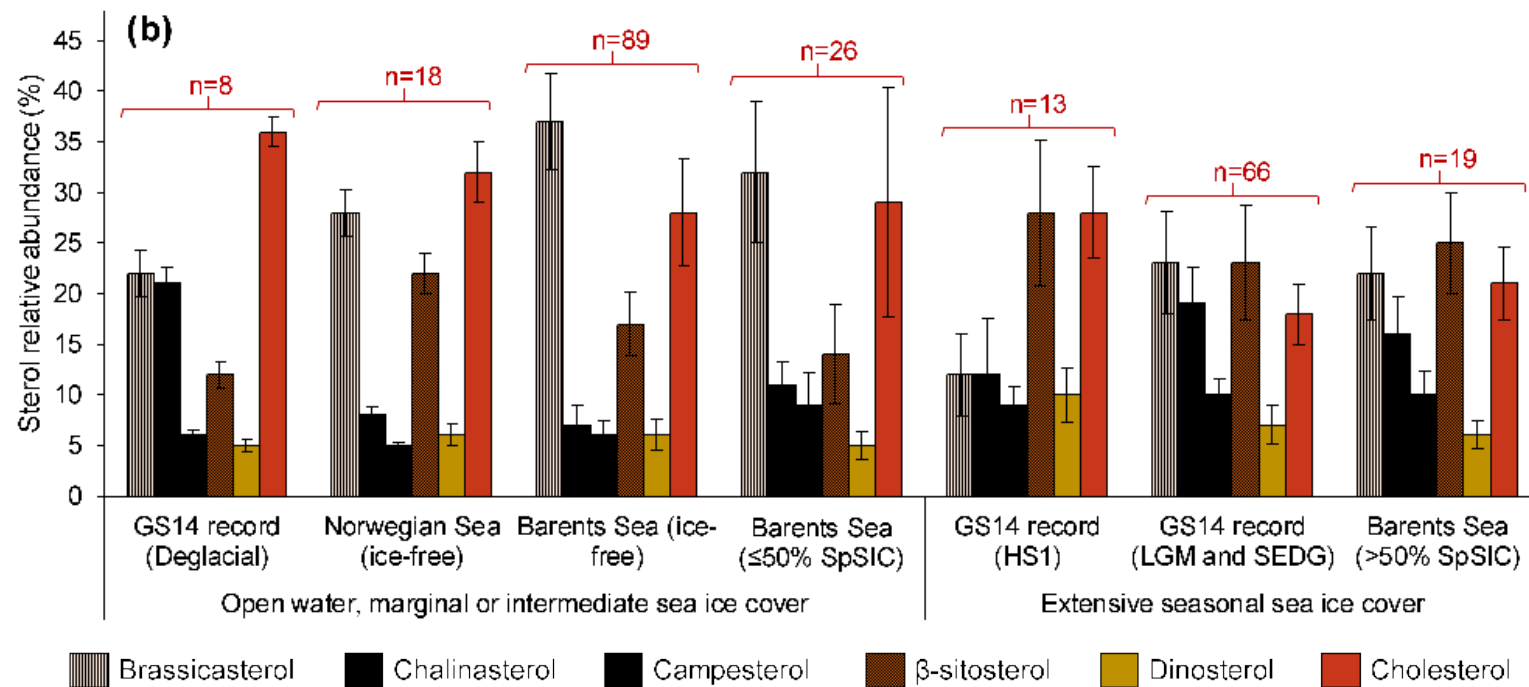 (b)
Sterol relative abundance (%)
45
40
35
30
25
20
15
10
5
0
n=8
n=18
n=89
n=26
n=13
n=66
n=19
GS14 record
(Deglacial)
Norwegian Sea
(ice-free)
Barents Sea (ice-
free)
Barents Sea
(≤50% SpSIC)
GS14 record
(HS1)
GS14 record
(LGM and SEDG)
Barents Sea
(>50% SpSIC)
Open water, marginal or intermediate sea ice cover
Extensive seasonal sea ice cover
Brassicasterol
Chalinasterol
Campesterol
β-sitosterol
Dinosterol
Cholesterol